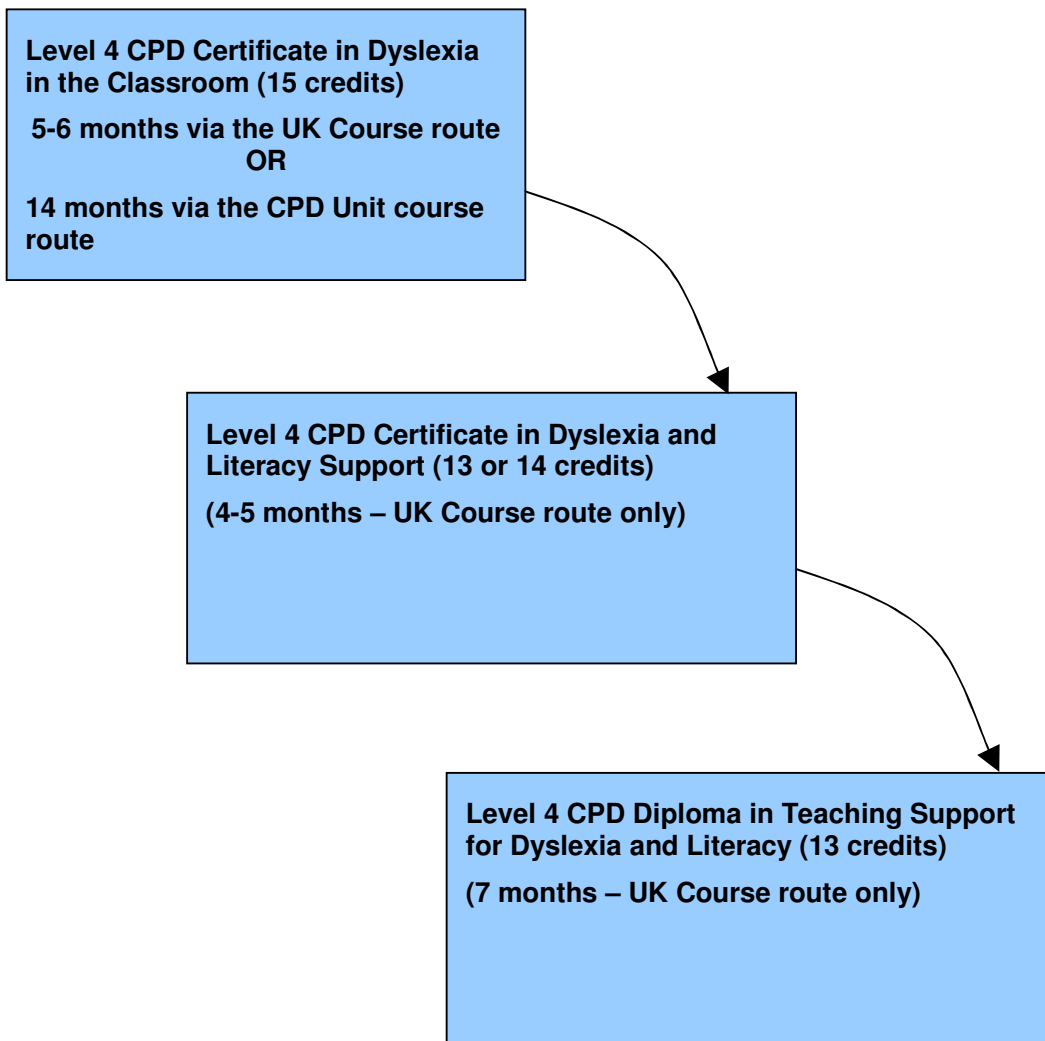 Level 4 CPD Certificate in Dyslexia
in the Classroom (15 credits)
5-6 months via the UK Course route
OR
14 months via the CPD Unit course
route
Level 4 CPD Certificate in Dyslexia and
Literacy Support (13 or 14 credits)
(4-5 months – UK Course route only)
Level 4 CPD Diploma in Teaching Support
for Dyslexia and Literacy (13 credits)
(7 months – UK Course route only)